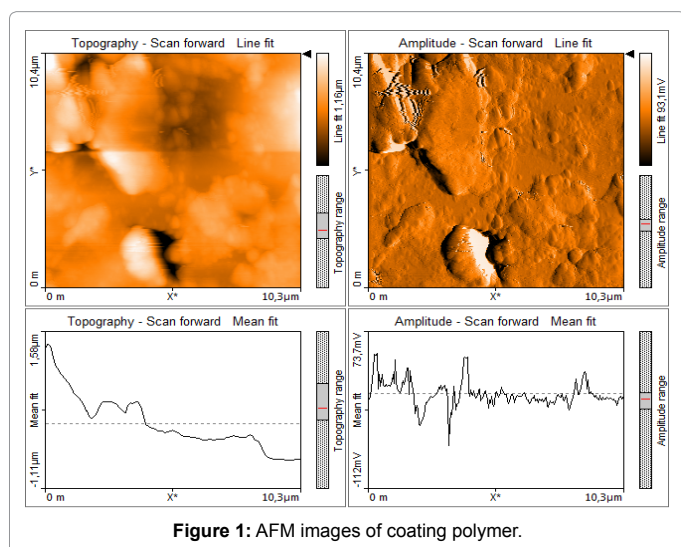 Topography - Scan forward Line fit
10,4µm
Y*
0 m
0 m X* 10,3µm
Line fit 1,16µm
Topography range
Amplitude - Scan forward Line fit
10,4µm
Y*
0 m
0 m X* 10,3µm
Line fit 93,1mV
Amplitude range
Topography - Scan forward Mean fit
1,58µm
Mean fit
-1,11µm
0 m X* 10,3µm
Topography range
Amplitude - Scan forward Mean fit
73,7mV
Mean fit
-112mV
0 m X* 10,3µm
Amplitude range
Figure 1: AFM images of coating polymer.